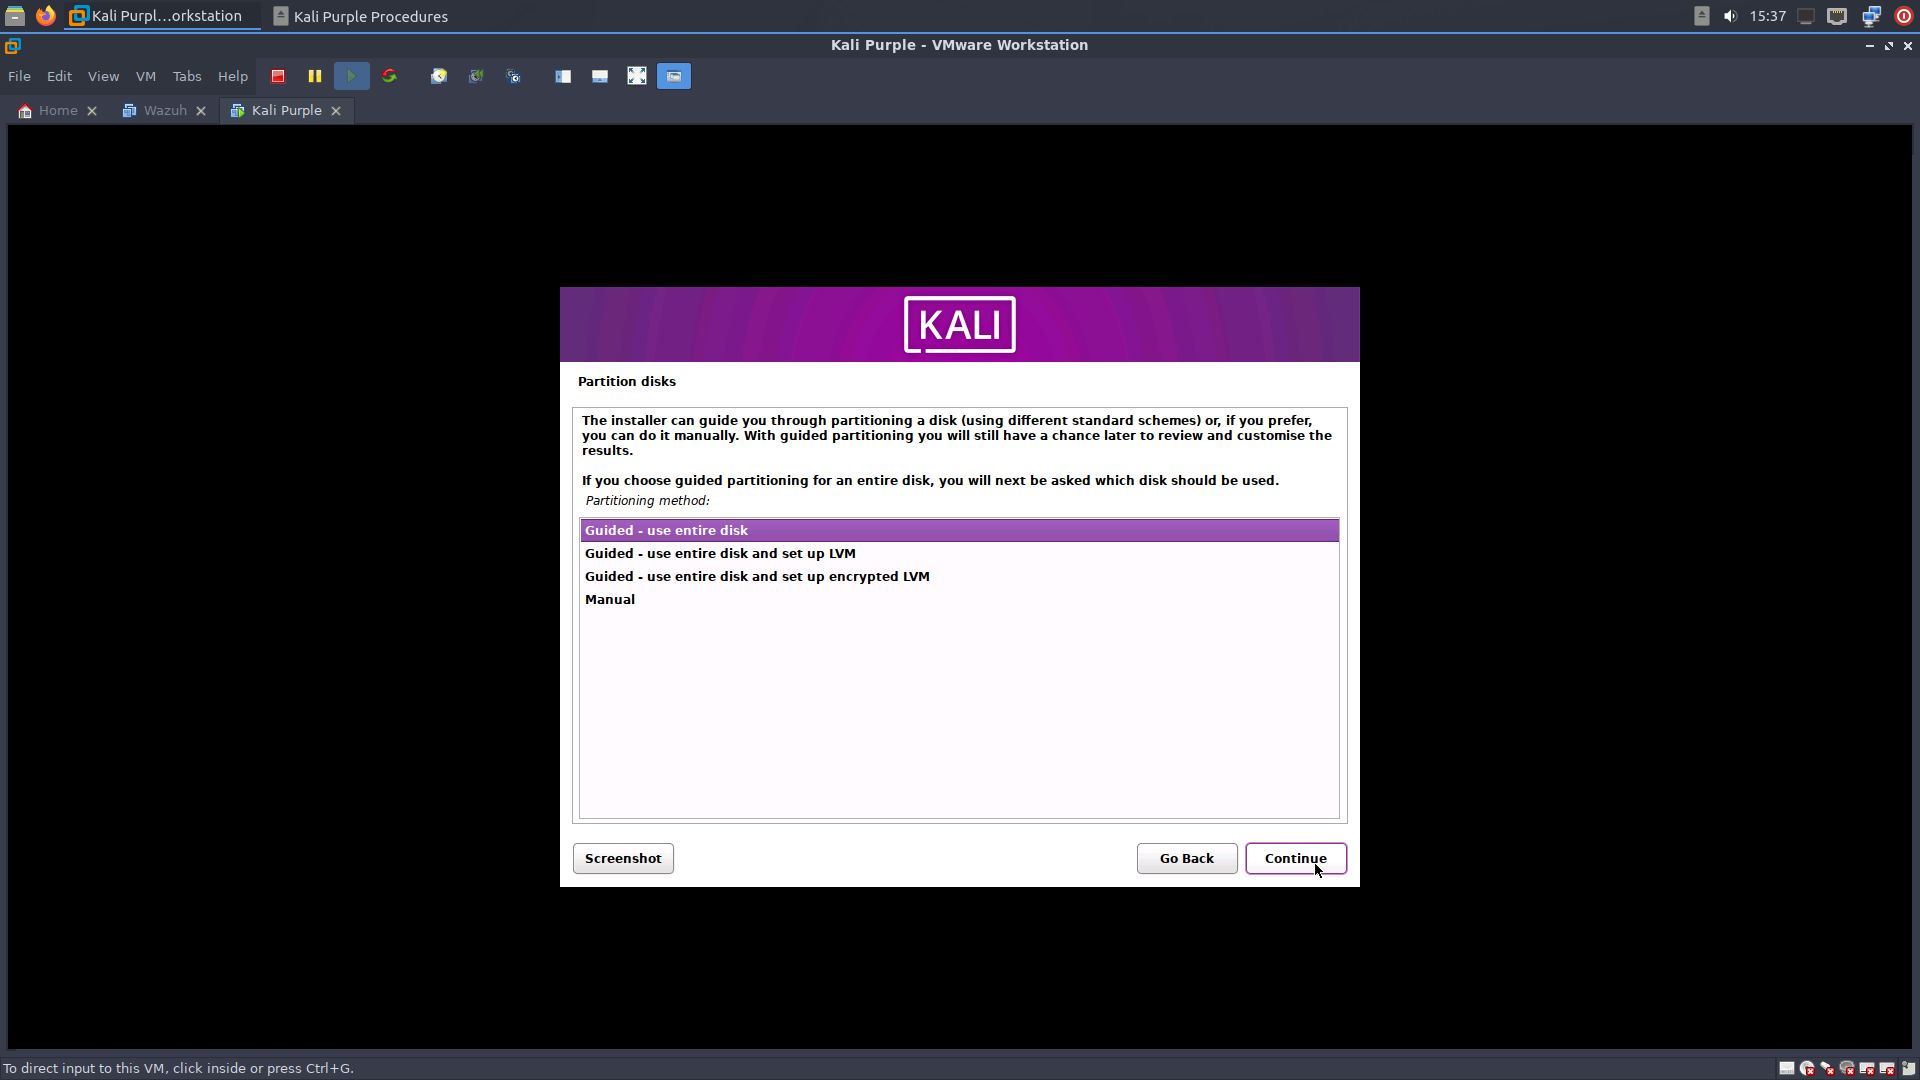 Kali Purpl...orkstation
Kali Purple Procedures
15:37
Kali Purple - VMware Workstation
File Edit View VM Tabs Help
Home
Wazuh
Kali Purple
KALI
Partition disks
The installer can guide you through partitioning a disk (using different standard schemes) or, if you prefer,
you can do it manually. With guided partitioning you will still have a chance later to review and customise the
results.
If you choose guided partitioning for an entire disk, you will next be asked which disk should be used.
Partitioning method:
Guided - use entire disk
Guided - use entire disk and set up LVM
Guided - use entire disk and set up encrypted LVM
Manual
Screenshot
Go Back
Continue
To direct input to this VM, click inside or press Ctrl+G.